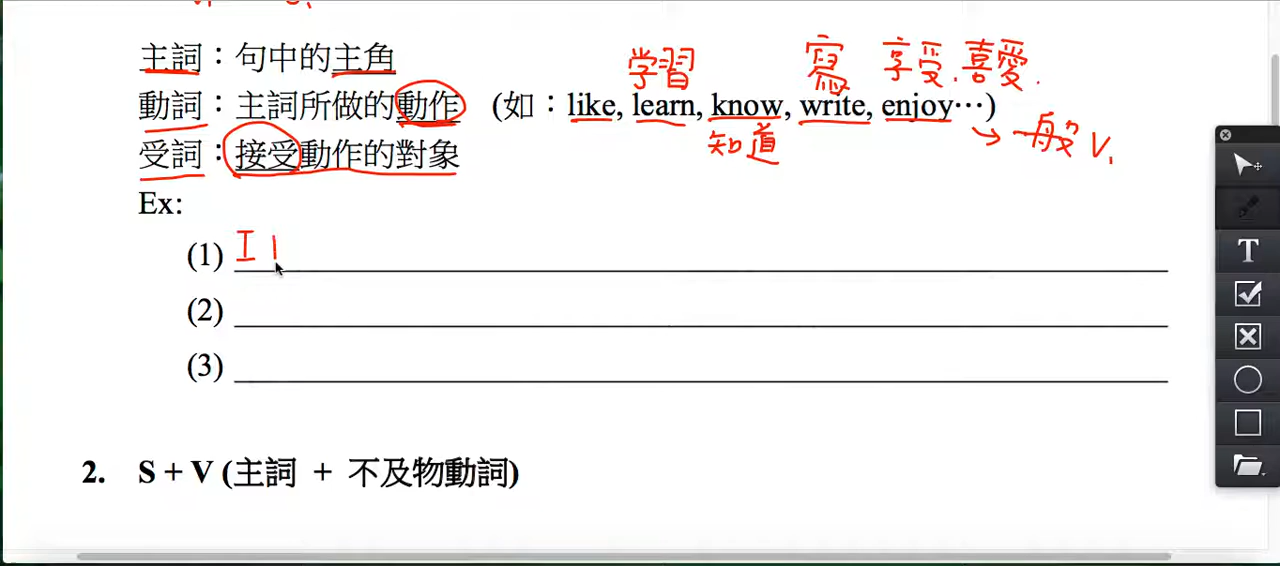 学習 寫 享受.喜愛.
主詞：句中的主角
動詞：主詞所做的動作 (如：like, learn, know, write, enjoy…)
知道 → 一般V.
受詞：接受動作的對象
Ex:
(1) I l
(2)
(3)
2. S + V (主詞 + 不及物動詞)
T